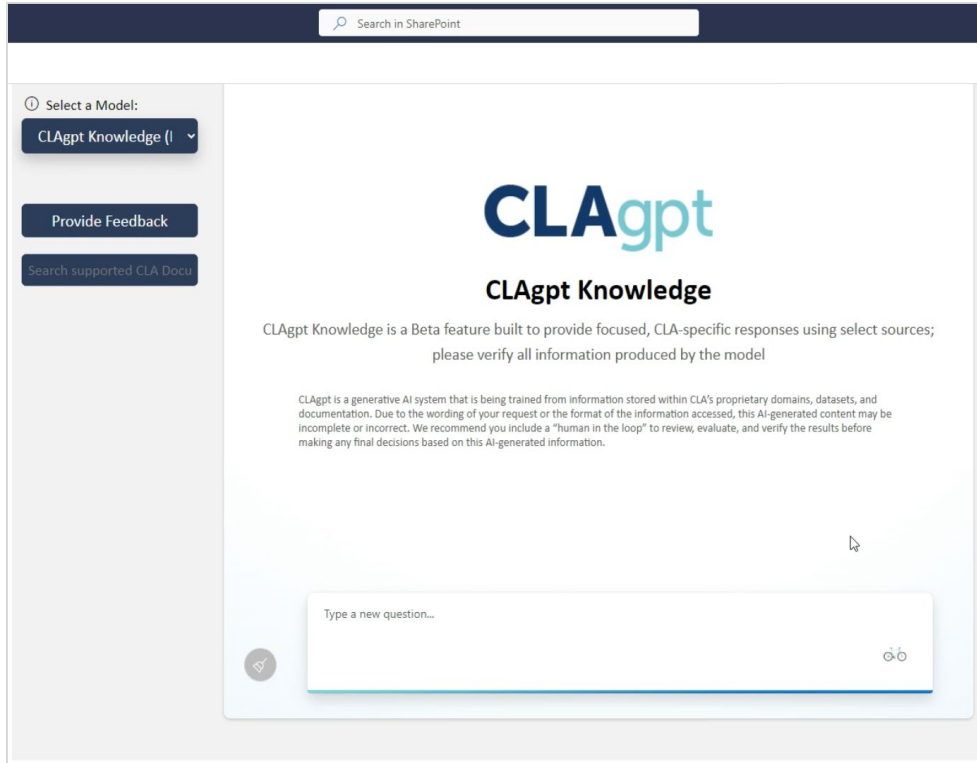 Search in SharePoint
Select a Model:
CLAgpt Knowledge (
Provide Feedback
Search supported CLA Docu
CLAgpt
CLAgpt Knowledge
CLAgpt Knowledge is a Beta feature built to provide focused, CLA-specific responses using select sources;
please verify all information produced by the model
CLAgpt is a generative AI system that is being trained from information stored within CLA's proprietary domains, datasets, and
documentation. Due to the wording of your request or the format of the information accessed, this AI-generated content may be
incomplete or incorrect. We recommend you include a “human in the loop” to review, evaluate, and verify the results before
making any final decisions based on this AI-generated information.
Type a new question...